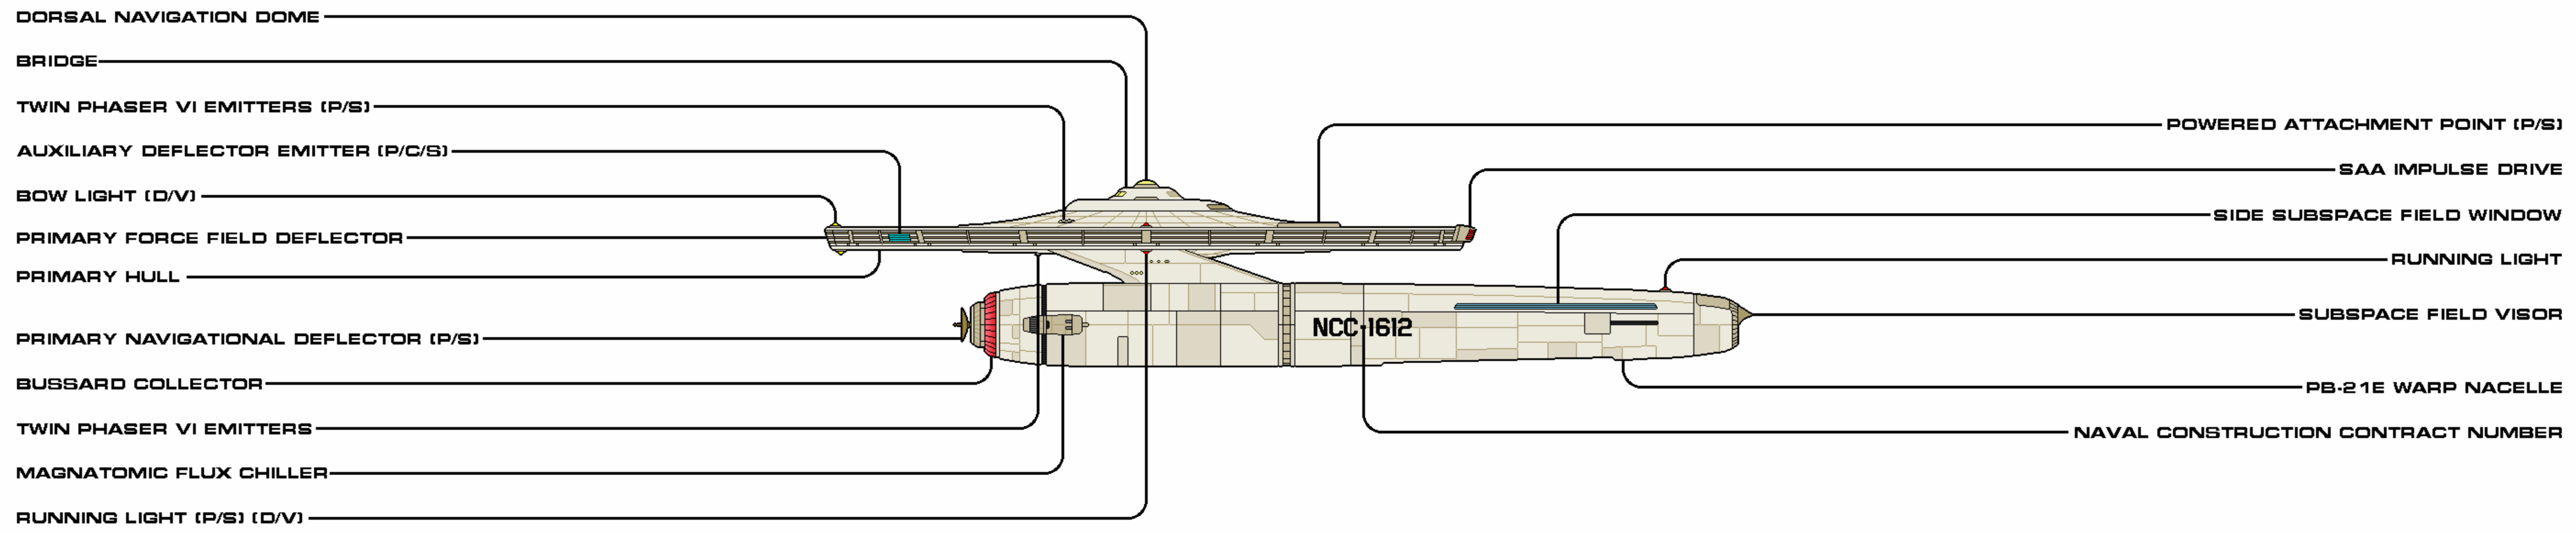 DORSAL NAVIGATION DOME
BRIDGE
TWIN PHASER VI EMITTERS (P/S)
AUXILIARY DEFLECTOR EMITTER (P/C/S)
BOW LIGHT (D/V)
PRIMARY FORCE FIELD DEFLECTOR
PRIMARY HULL
PRIMARY NAVIGATIONAL DEFLECTOR (P/S)
BUSSARD COLLECTOR
TWIN PHASER VI EMITTERS
MAGNATOMIC FLUX CHILLER
RUNNING LIGHT (P/S) (D/V)
NCC-1612
POWERED ATTACHMENT POINT (P/S)
SAA IMPULSE DRIVE
SIDE SUBSPACE FIELD WINDOW
RUNNING LIGHT
SUBSPACE FIELD VISOR
PB-21E WARP NACELLE
NAVAL CONSTRUCTION CONTRACT NUMBER